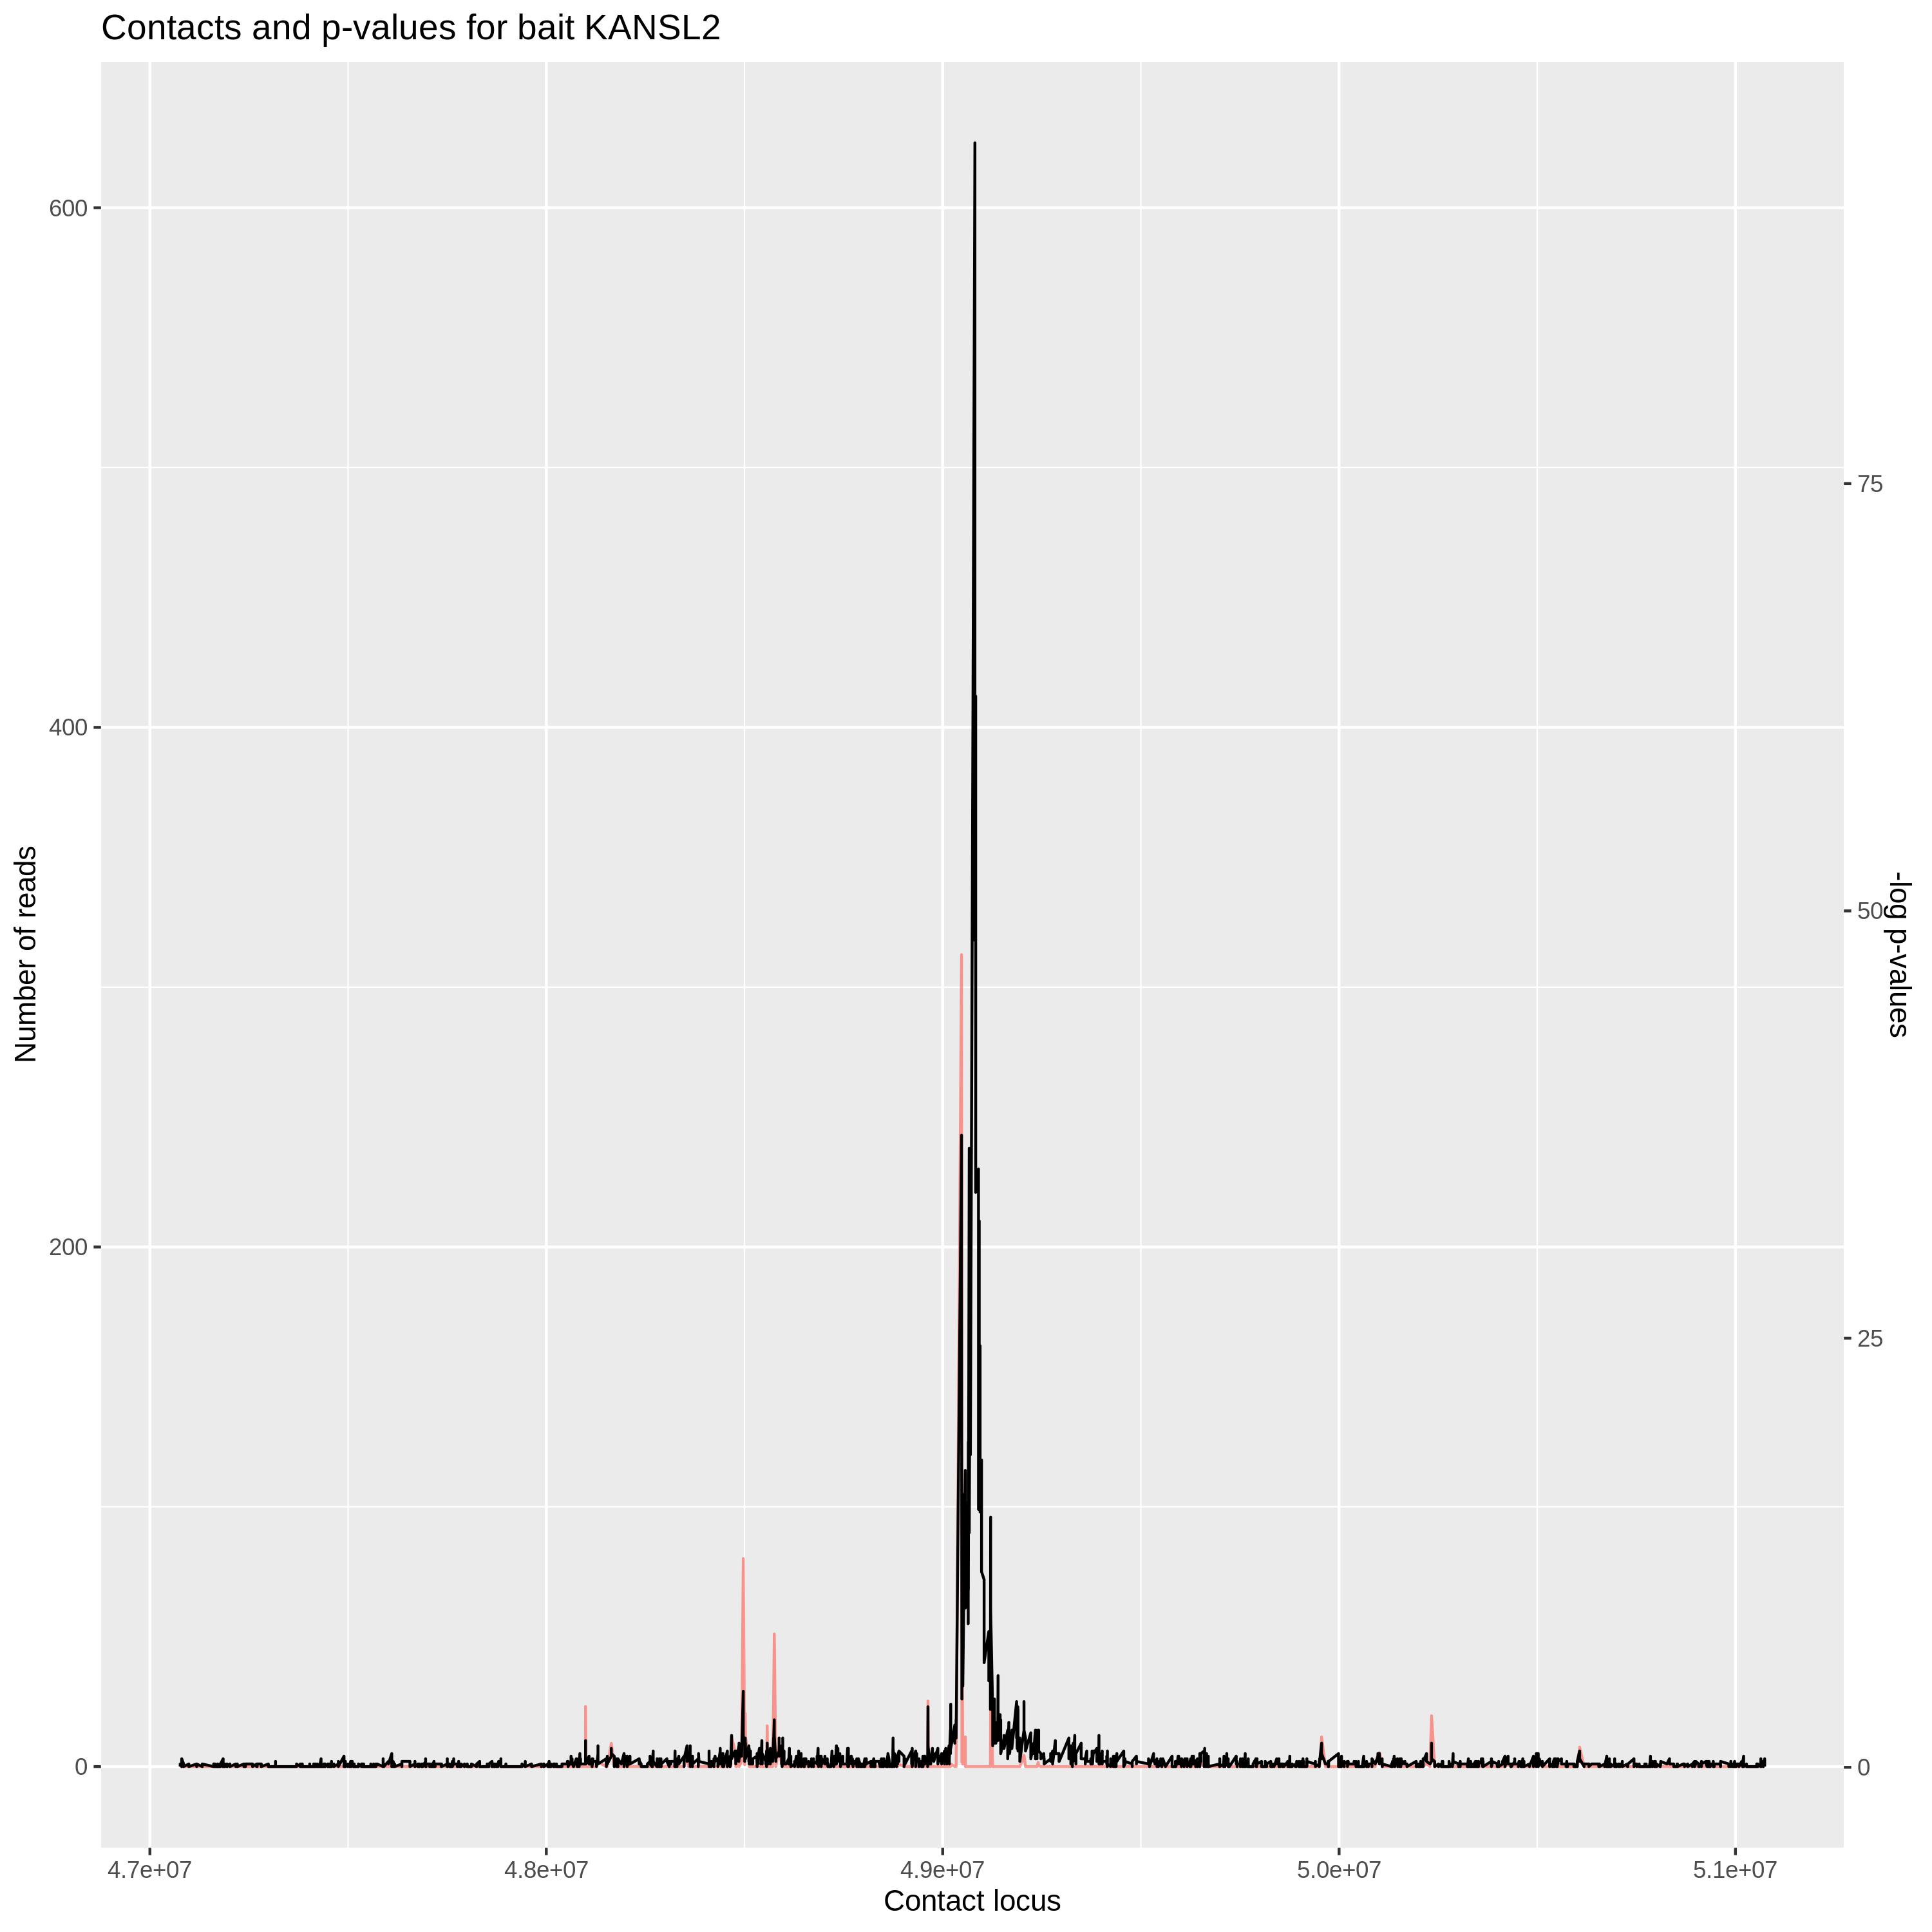 Contacts and p-values for bait KANSL2
600
400
200
0
Number of reads
75
50
25
0
-log p-values
4.7e+07 4.8e+07 4.9e+07 5.0e+07 5.1e+07
Contact locus